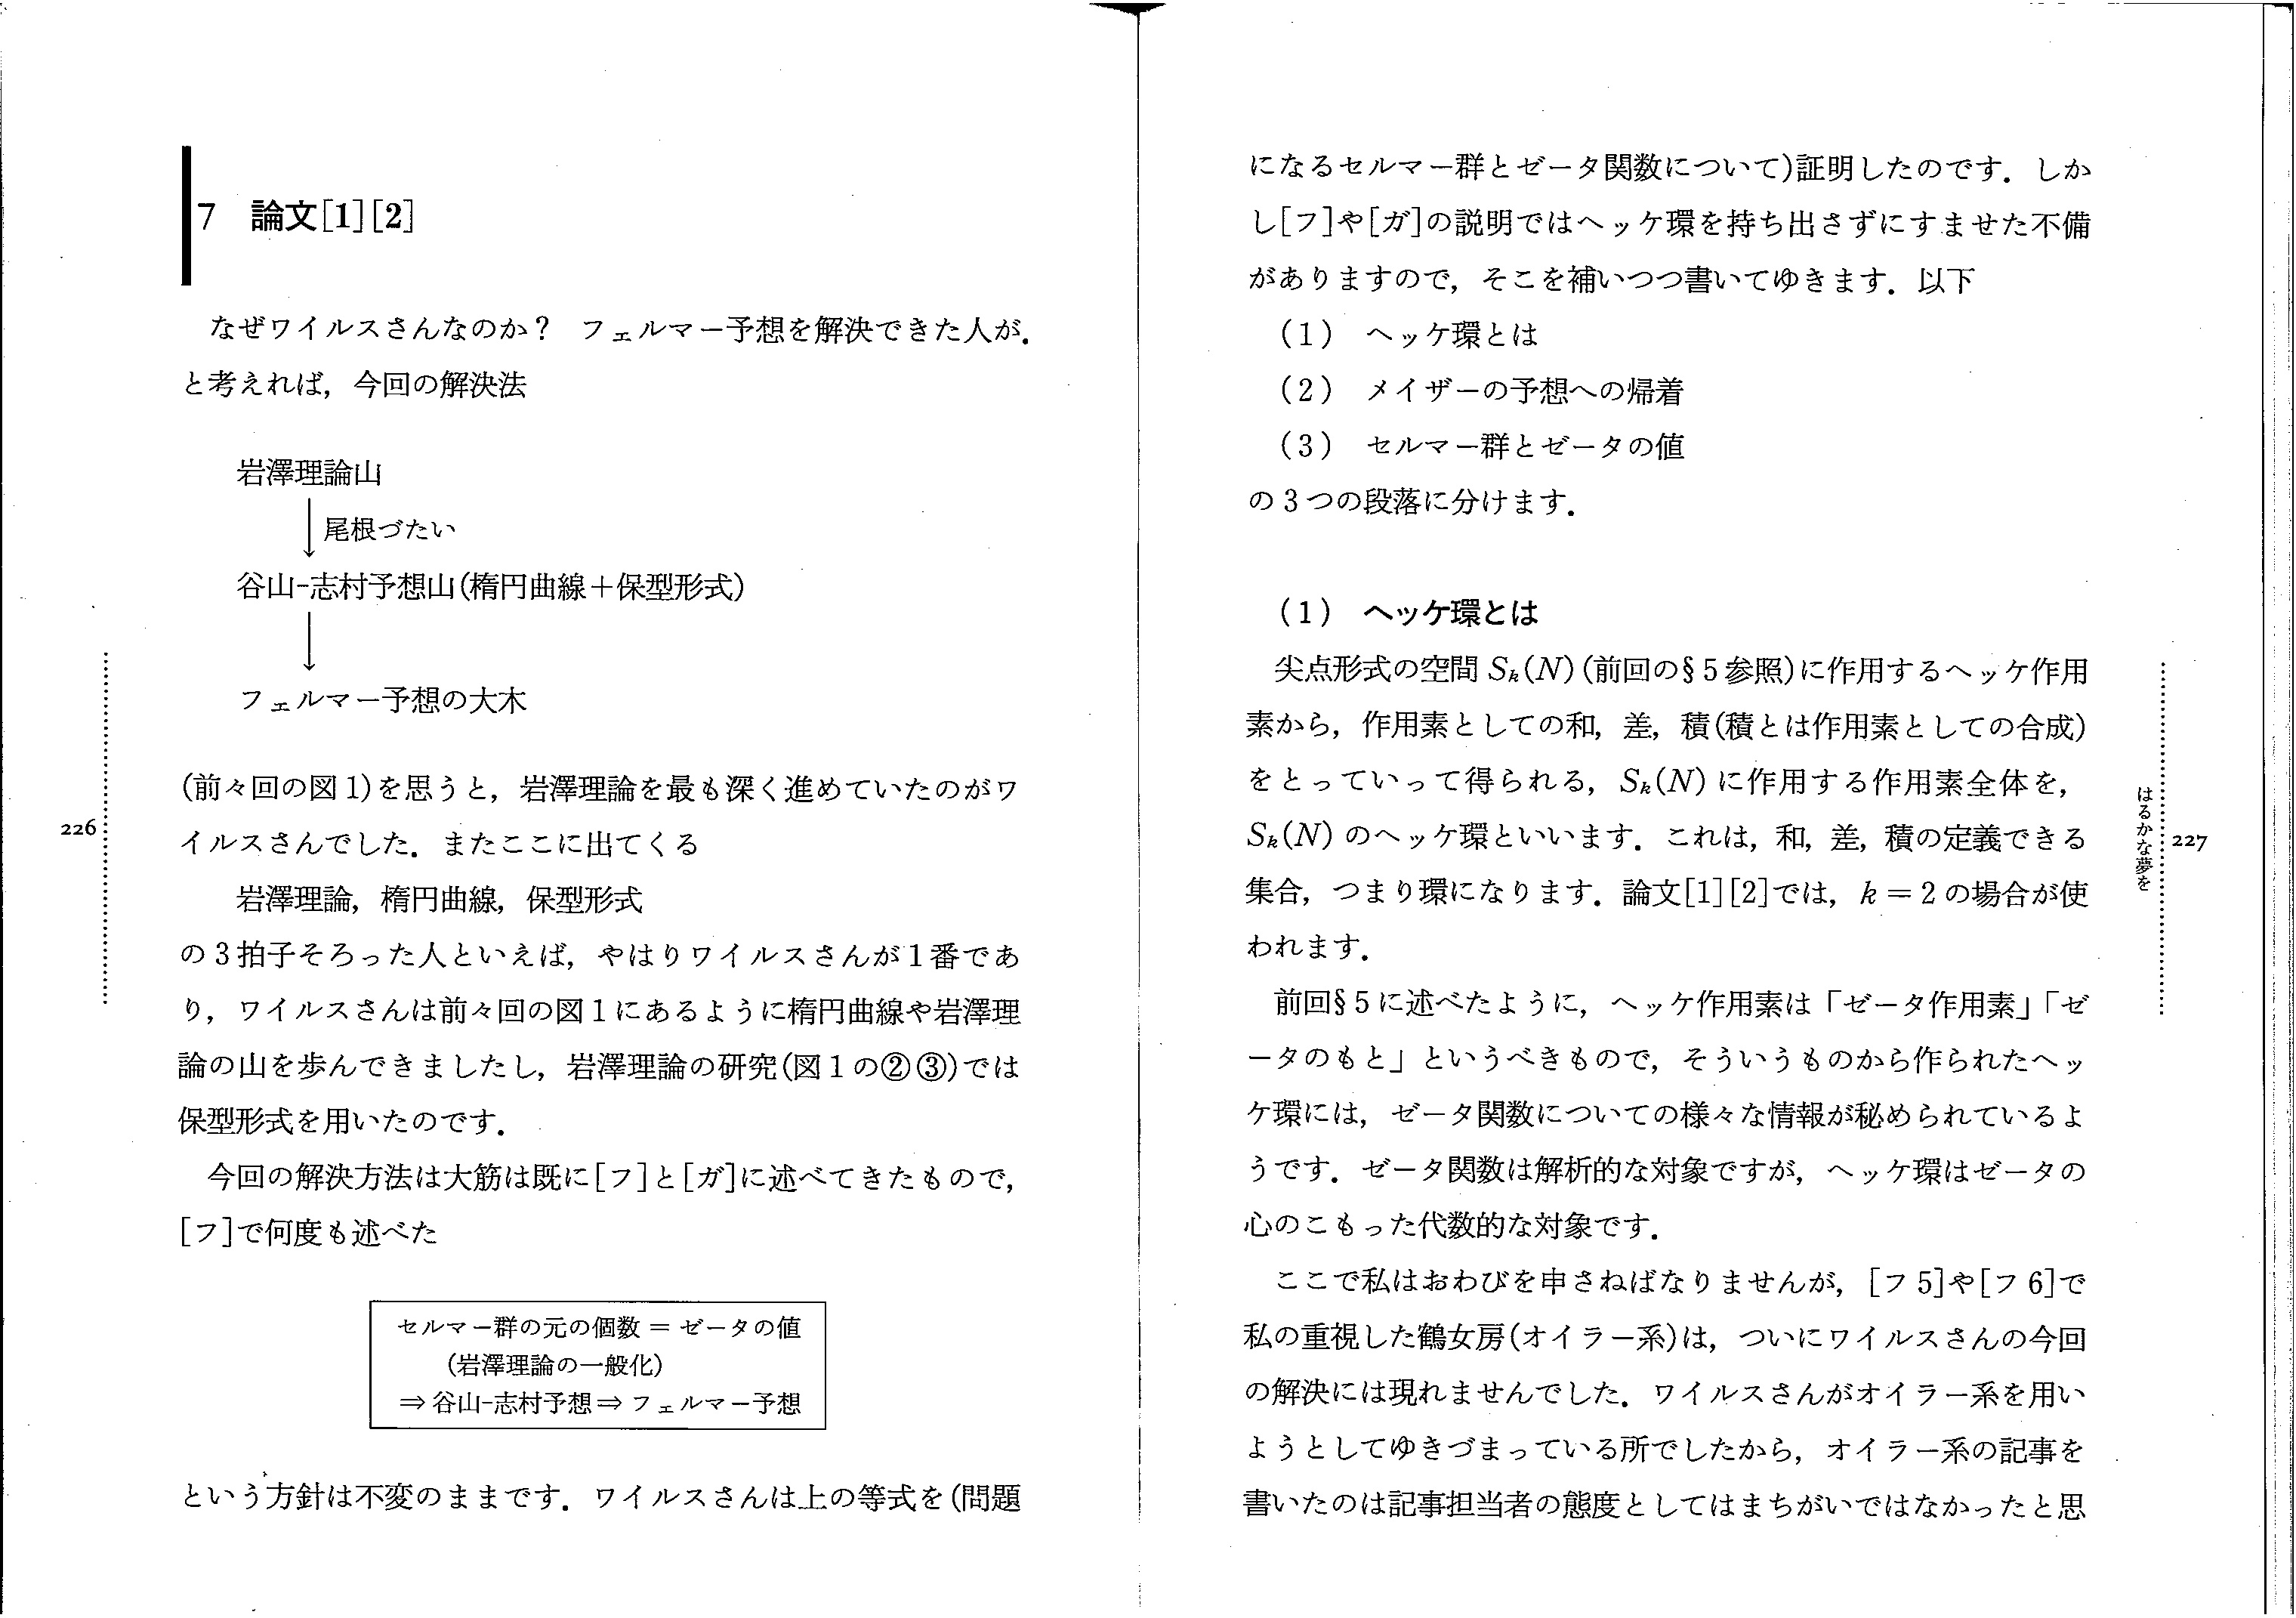 7 論文[1][2]
なぜワイルスさんなのか? フェルマー予想を解決できた人が.
と考えれば, 今回の解決法
岩澤理論山
尾根づたい
谷山-志村予想山(楕円曲線+保型形式)
フェルマー予想の大木
(前々回の図1)を思うと, 岩澤理論を最も深く進めていたのがワ
イルスさんでした. またここに出てくる
岩澤理論, 楕円曲線, 保型形式
の3拍子そろった人といえば, やはりワイルスさんが1番であ
り, ワイルスさんは前々回の図1にあるように楕円曲線や岩澤理
論の山を歩んできましたし, 岩澤理論の研究(図1の②③)では
保型形式を用いたのです.
今回の解決方法は大筋は既に[フ]と[ガ]に述べてきたもので,
[フ]で何度も述べた
セルマー群の元の個数 = ゼータの値
(岩澤理論の一般化)
⇒ 谷山-志村予想 ⇒ フェルマー予想
という方針は不変のままです. ワイルスさんは上の等式を(問題
226
になるセルマー群とゼータ関数について)証明したのです. しか
し[フ]や[ガ]の説明ではヘッケ環を持ち出さずにすませた不備
がありますので, そこを補いつつ書いてゆきます. 以下
(1) ヘッケ環とは
(2) メイザーの予想への帰着
(3) セルマー群とゼータの値
の3つの段落に分けます.
(1) ヘッケ環とは
尖点形式の空間 Sₖ(N)(前回の§5参照)に作用するヘッケ作用
素から, 作用素としての和, 差, 積(積とは作用素としての合成)
をとっていって得られる, Sₖ(N) に作用する作用素全体を,
Sₖ(N) のヘッケ環といいます. これは, 和, 差, 積の定義できる
集合, つまり環になります. 論文[1][2]では, k = 2 の場合が使
われます.
前回§5に述べたように, ヘッケ作用素は「ゼータ作用素」「ゼ
ータのもと」というべきもので, そういうものから作られたヘッ
ケ環には, ゼータ関数についての様々な情報が秘められているよ
うです. ゼータ関数は解析的な対象ですが, ヘッケ環はゼータの
心のこもった代数的な対象です.
ここで私はおわびを申さねばなりませんが, [フ5]や[フ6]で
私の重視した鶴女房(オイラー系)は, ついにワイルスさんの今回
の解決には現れませんでした. ワイルスさんがオイラー系を用い
ようとしてゆきづまっている所でしたから, オイラー系の記事を
書いたのは記事担当者の態度としてはまちがいではなかったと思
はるかな夢を
227